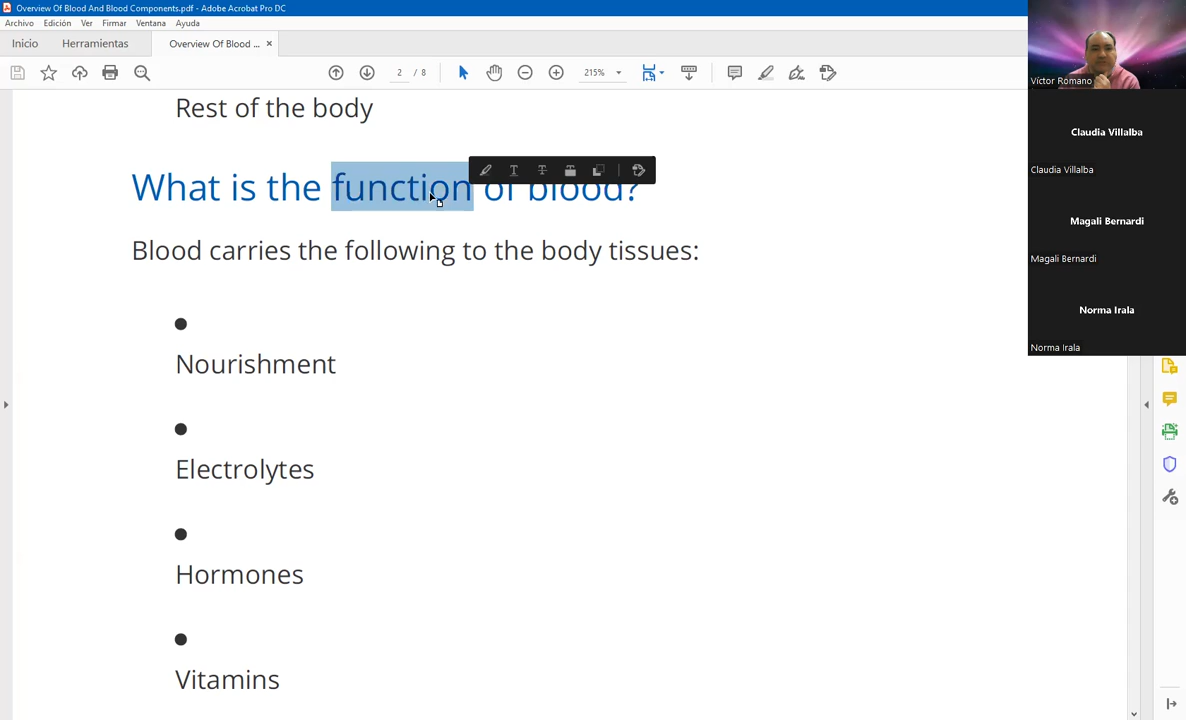 Overview Of Blood And Blood Components.pdf - Adobe Acrobat Pro DC
Archivo Edición Ver Firmar Ventana Ayuda
Inicio Herramientas Overview Of Blood ... ×
2 / 8 215%
Rest of the body
What is the function of blood?
Blood carries the following to the body tissues:
●
Nourishment
●
Electrolytes
●
Hormones
●
Vitamins
Víctor Romano
Claudia Villalba
Claudia Villalba
Magali Bernardi
Magali Bernardi
Norma Irala
Norma Irala